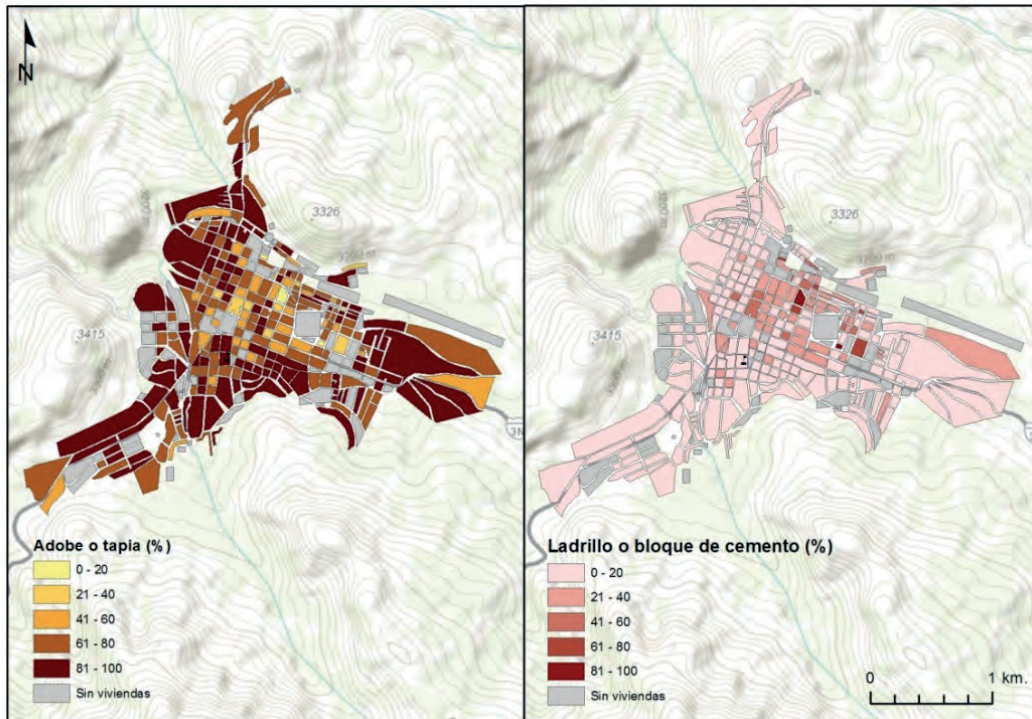 N
3326
3415
Adobe o tapia (%)
0 - 20
21 - 40
41 - 60
61 - 80
81 - 100
Sin viviendas
3326
3415
Ladrillo o bloque de cemento (%)
0 - 20
21 - 40
41 - 60
61 - 80
81 - 100
Sin viviendas
0 1 km.